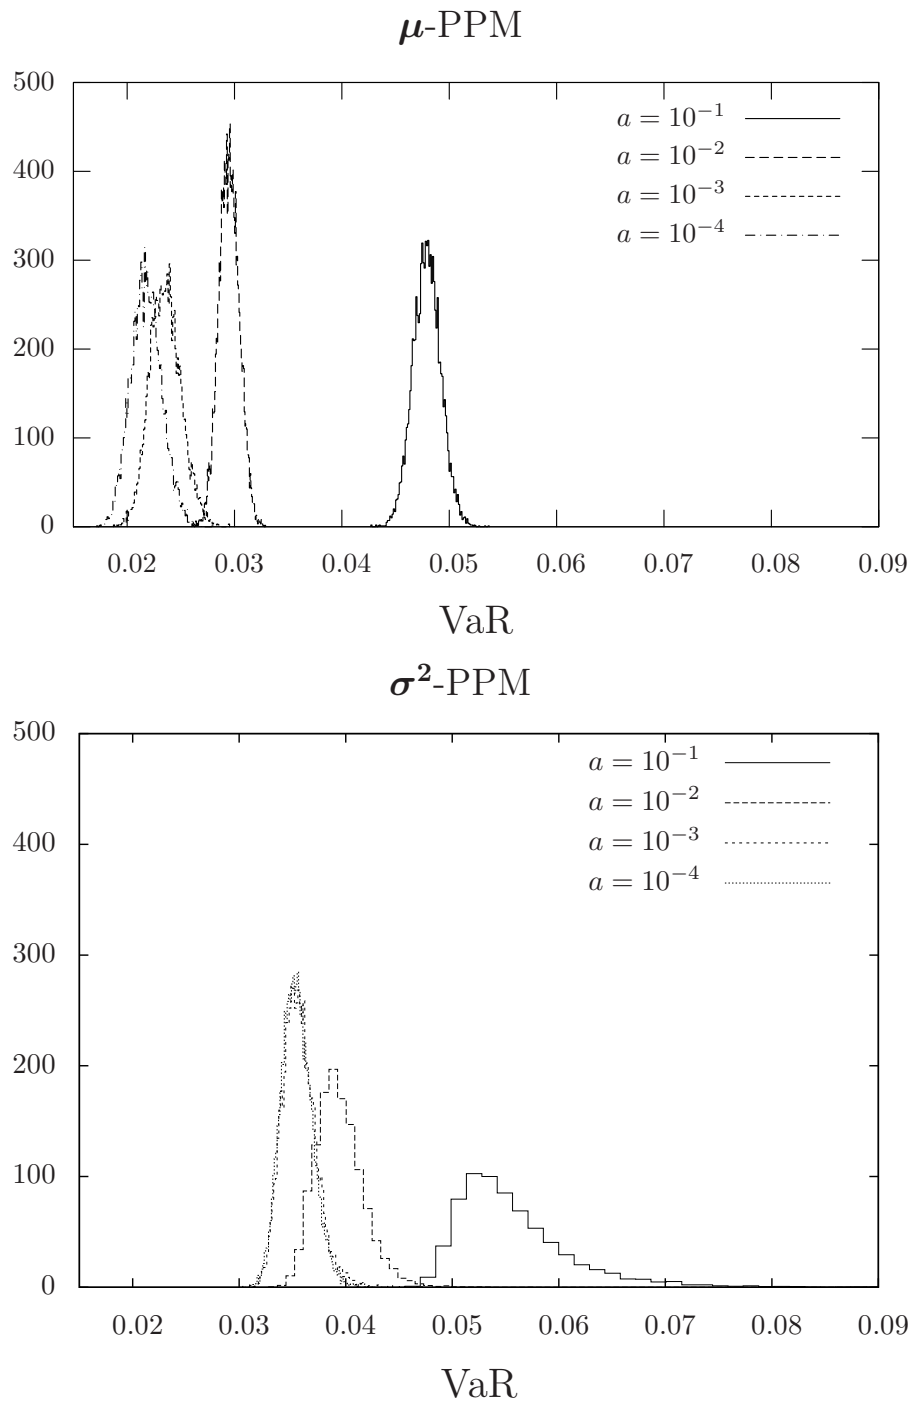 μ-PPM
500
400
300
200
100
0
a = 10⁻¹
a = 10⁻²
a = 10⁻³
a = 10⁻⁴
0.02 0.03 0.04 0.05 0.06 0.07 0.08 0.09
VaR
σ²-PPM
500
400
300
200
100
0
a = 10⁻¹
a = 10⁻²
a = 10⁻³
a = 10⁻⁴
0.02 0.03 0.04 0.05 0.06 0.07 0.08 0.09
VaR